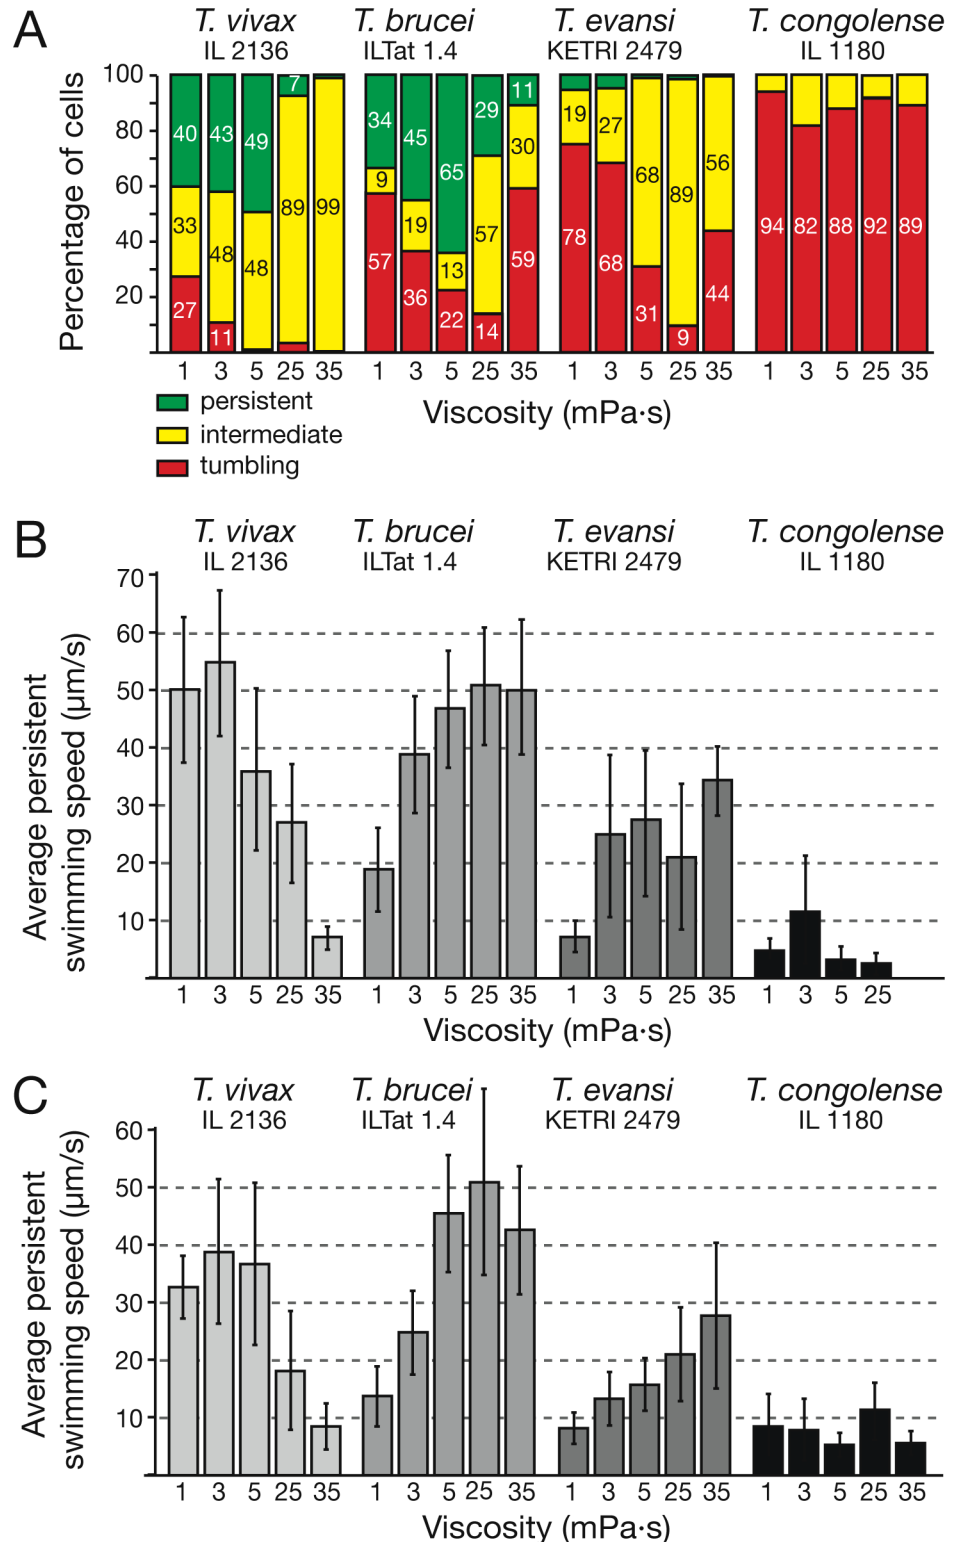 A
T. vivax T. brucei T. evansi T. congolense
IL 2136 ILTat 1.4 KETRI 2479 IL 1180
Percentage of cells
100
80
60
40
20
40 43 49 7
33 48 48 89 99
27 11
34 45 65 29 11
9 19 13 57 30
57 36 22 14 59
19 27 68 89 56
78 68 31 9 44
94 82 88 92 89
1 3 5 25 35 1 3 5 25 35 1 3 5 25 35 1 3 5 25 35
Viscosity (mPa·s)
persistent
intermediate
tumbling
B
T. vivax T. brucei T. evansi T. congolense
IL 2136 ILTat 1.4 KETRI 2479 IL 1180
Average persistent
swimming speed (µm/s)
70
60
50
40
30
20
10
1 3 5 25 35 1 3 5 25 35 1 3 5 25 35 1 3 5 25
Viscosity (mPa·s)
C
T. vivax T. brucei T. evansi T. congolense
IL 2136 ILTat 1.4 KETRI 2479 IL 1180
Average persistent
swimming speed (µm/s)
60
50
40
30
20
10
1 3 5 25 35 1 3 5 25 35 1 3 5 25 35 1 3 5 25 35
Viscosity (mPa·s)